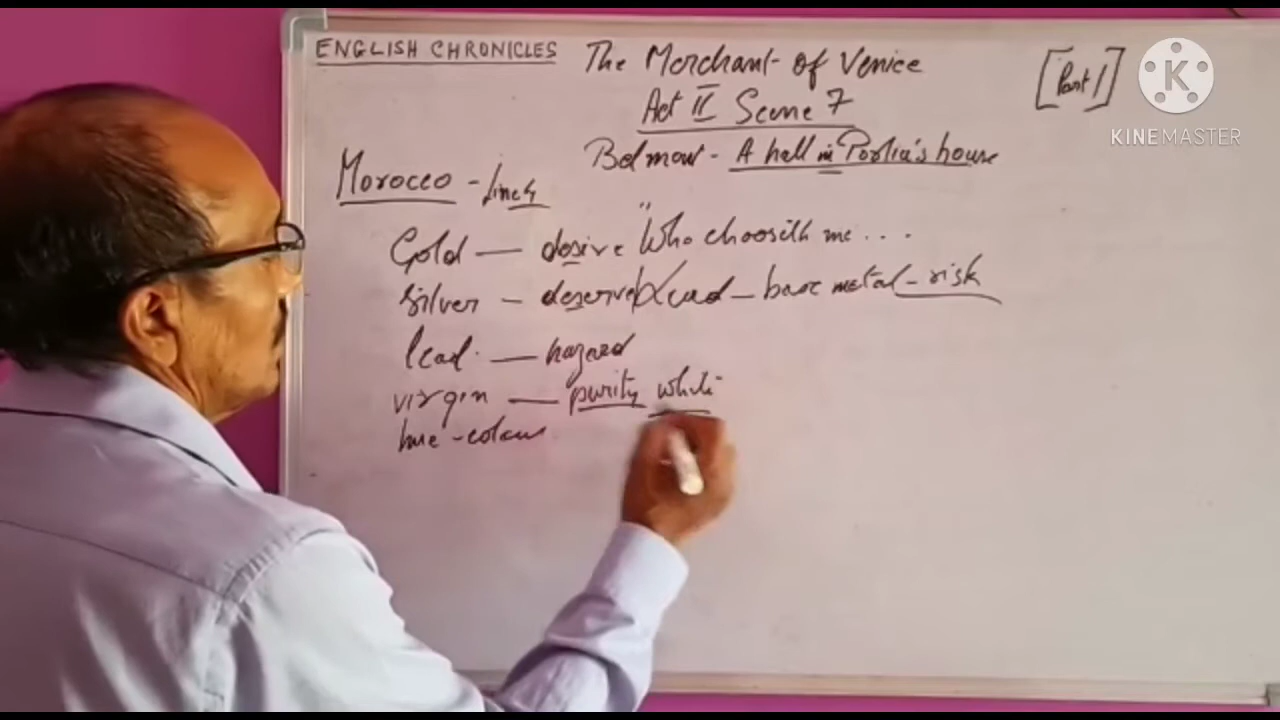 ENGLISH CHRONICLES The Merchant of Venice [Part 1]
Act II Scene 7
KINEMASTER
Belmont - A hall in Portia's house
Morocco - Lines
Gold — desire "Who chooseth me ...
Silver — deserve Lead — base metal - risk
lead — hazard
virgin — purity white
hue - colour